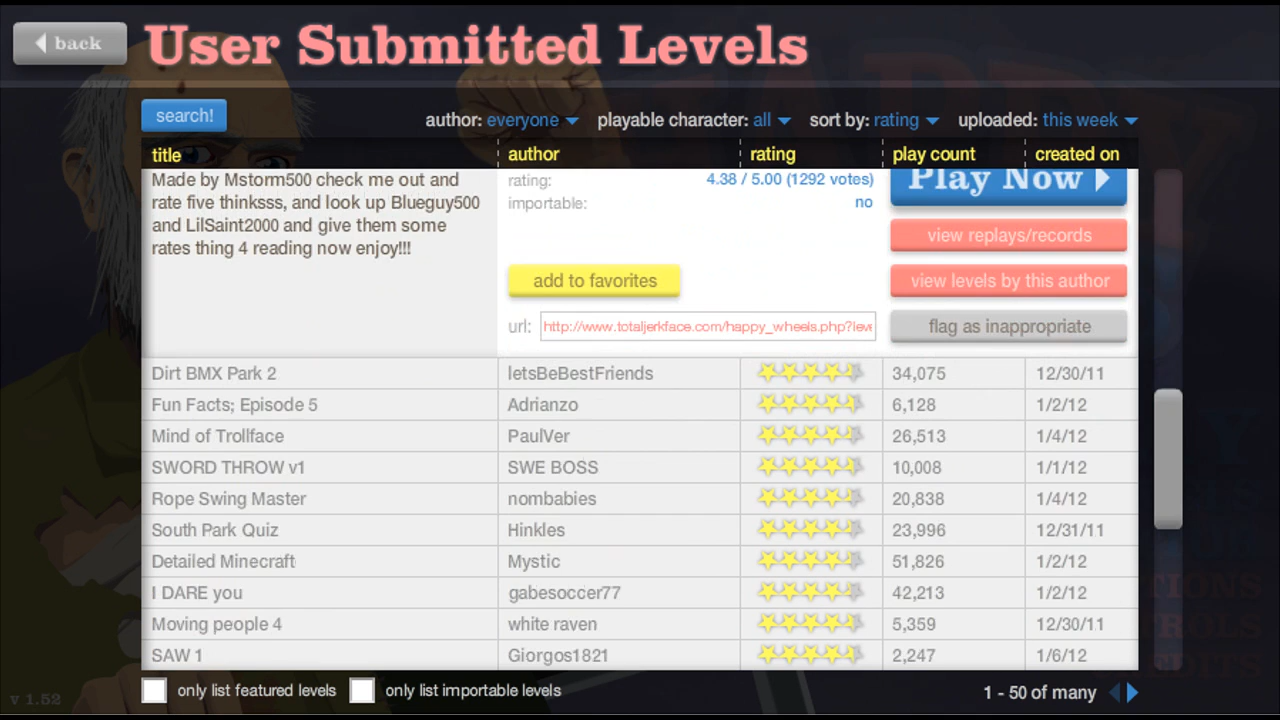 back
User Submitted Levels
search!
author: everyone
playable character: all
sort by: rating
uploaded: this week
title
author
rating
play count
created on
Made by Mstorm500 check me out and
rate five thinksss, and look up Blueguy500
and LilSaint2000 and give them some
rates thing 4 reading now enjoy!!!
rating: 4.38 / 5.00 (1292 votes)
importable: no
add to favorites
url: http://www.totaljerkface.com/happy_wheels.php?leve
Play Now
view replays/records
view levels by this author
flag as inappropriate
Dirt BMX Park 2 letsBeBestFriends 34,075 12/30/11
Fun Facts; Episode 5 Adrianzo 6,128 1/2/12
Mind of Trollface PaulVer 26,513 1/4/12
SWORD THROW v1 SWE BOSS 10,008 1/1/12
Rope Swing Master nombabies 20,838 1/4/12
South Park Quiz Hinkles 23,996 12/31/11
Detailed Minecraft Mystic 51,826 1/2/12
I DARE you gabesoccer77 42,213 1/2/12
Moving people 4 white raven 5,359 12/30/11
SAW 1 Giorgos1821 2,247 1/6/12
only list featured levels
only list importable levels
1 - 50 of many
v 1.52